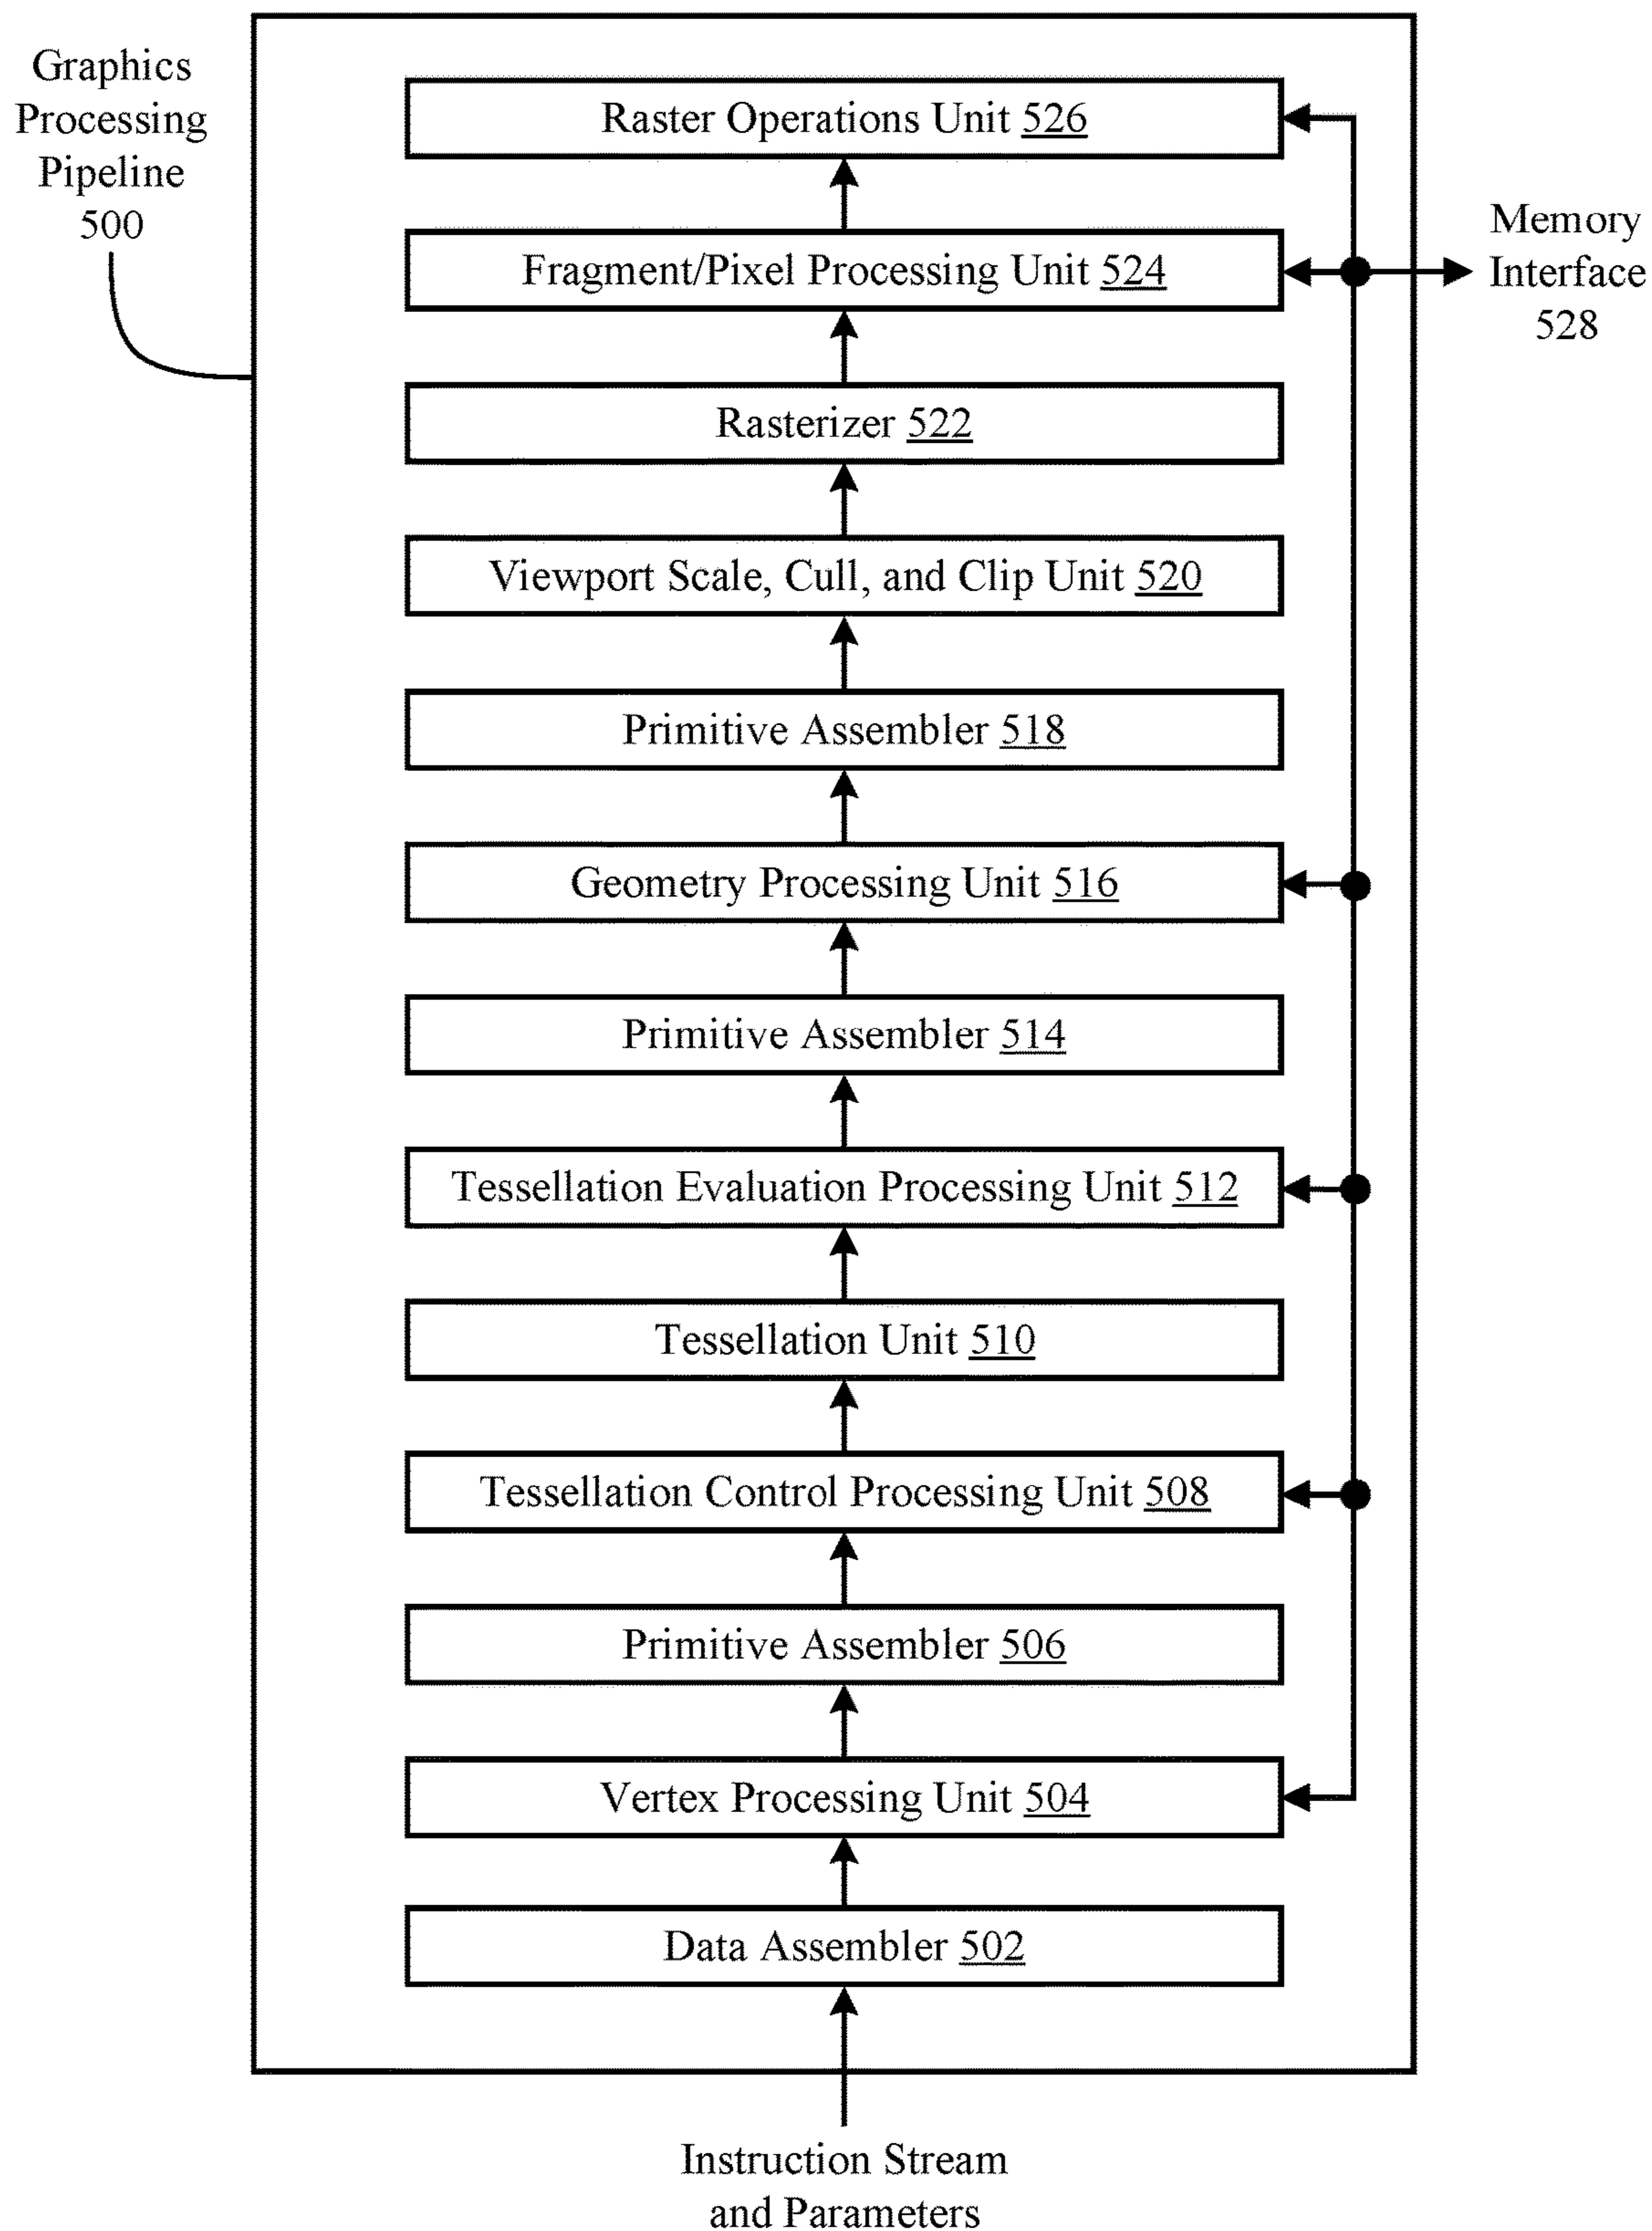 Graphics
Processing
Pipeline
500
Raster Operations Unit 526
Fragment/Pixel Processing Unit 524
Memory
Interface
528
Rasterizer 522
Viewport Scale, Cull, and Clip Unit 520
Primitive Assembler 518
Geometry Processing Unit 516
Primitive Assembler 514
Tessellation Evaluation Processing Unit 512
Tessellation Unit 510
Tessellation Control Processing Unit 508
Primitive Assembler 506
Vertex Processing Unit 504
Data Assembler 502
Instruction Stream
and Parameters